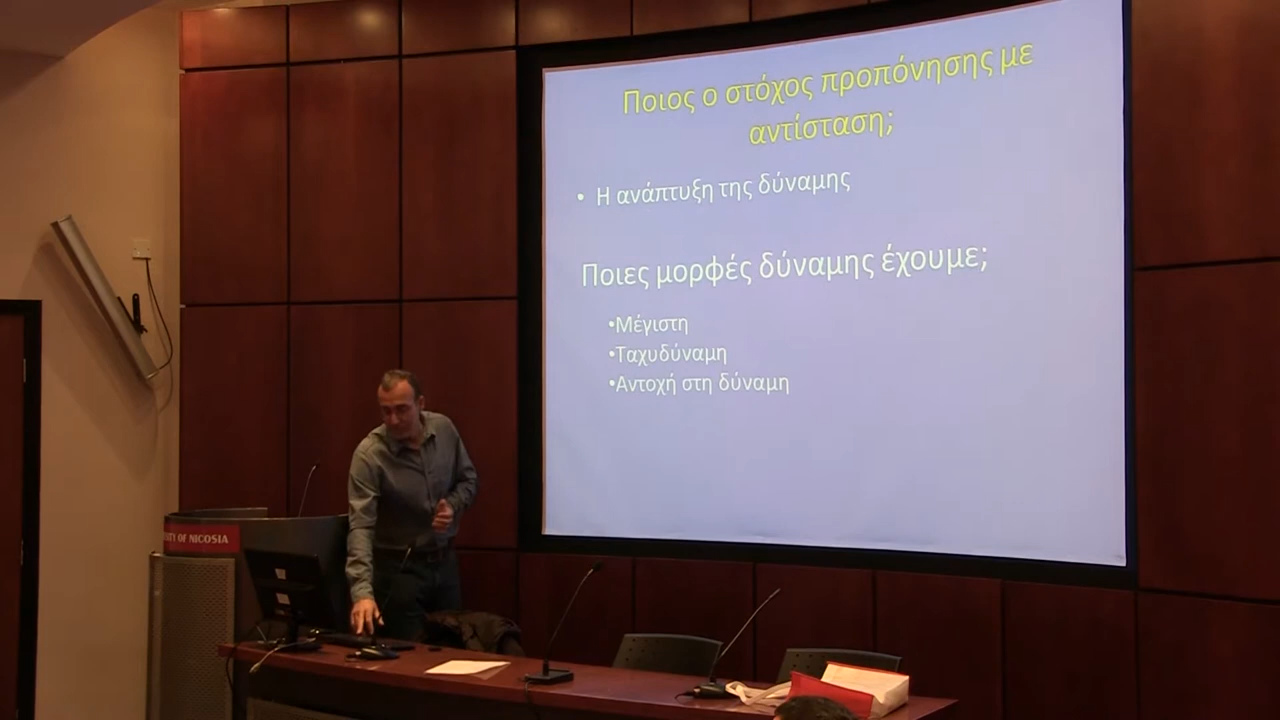 Ποιος ο στόχος προπόνησης με
αντίσταση;
• Η ανάπτυξη της δύναμης
Ποιες μορφές δύναμης έχουμε;
•Μέγιστη
•Ταχυδύναμη
•Αντοχή στη δύναμη
OF NICOSIA